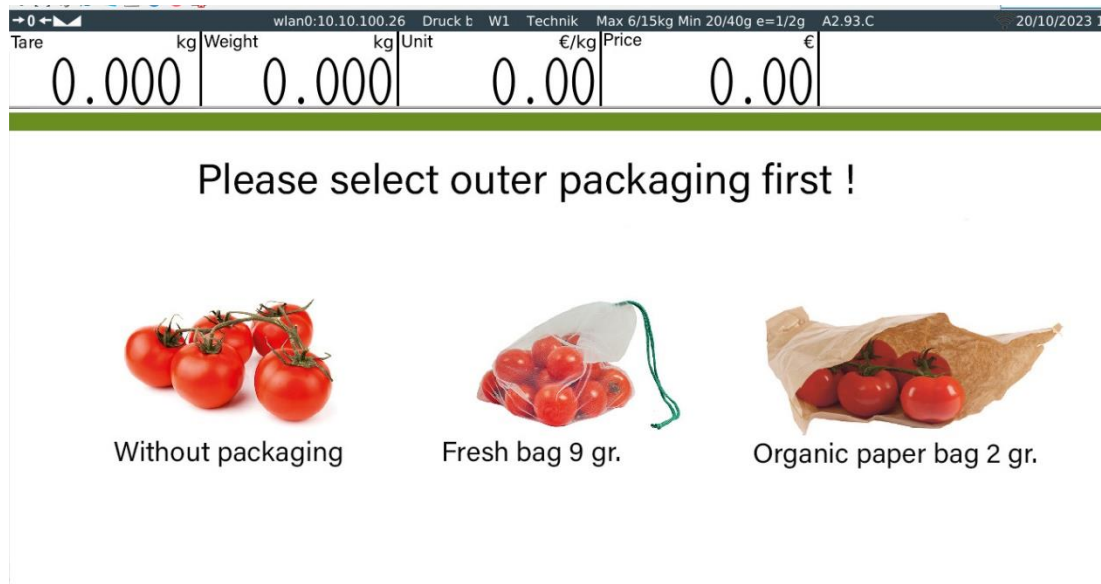 →0← wlan0:10.10.100.26 Druck b W1 Technik Max 6/15kg Min 20/40g e=1/2g A2.93.C 20/10/2023
Tare kg Weight kg Unit €/kg Price €
0.000 0.000 0.00 0.00
Please select outer packaging first !
Without packaging Fresh bag 9 gr. Organic paper bag 2 gr.